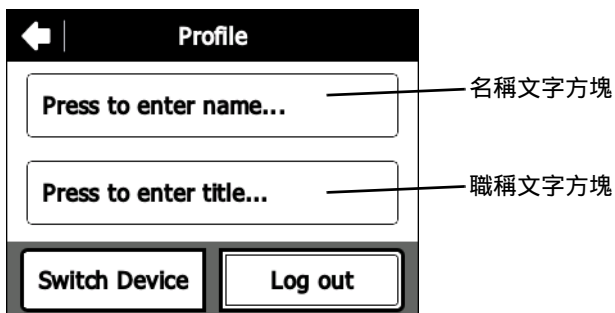 Profile
Press to enter name...
名稱文字方塊
Press to enter title...
職稱文字方塊
Switch Device
Log out